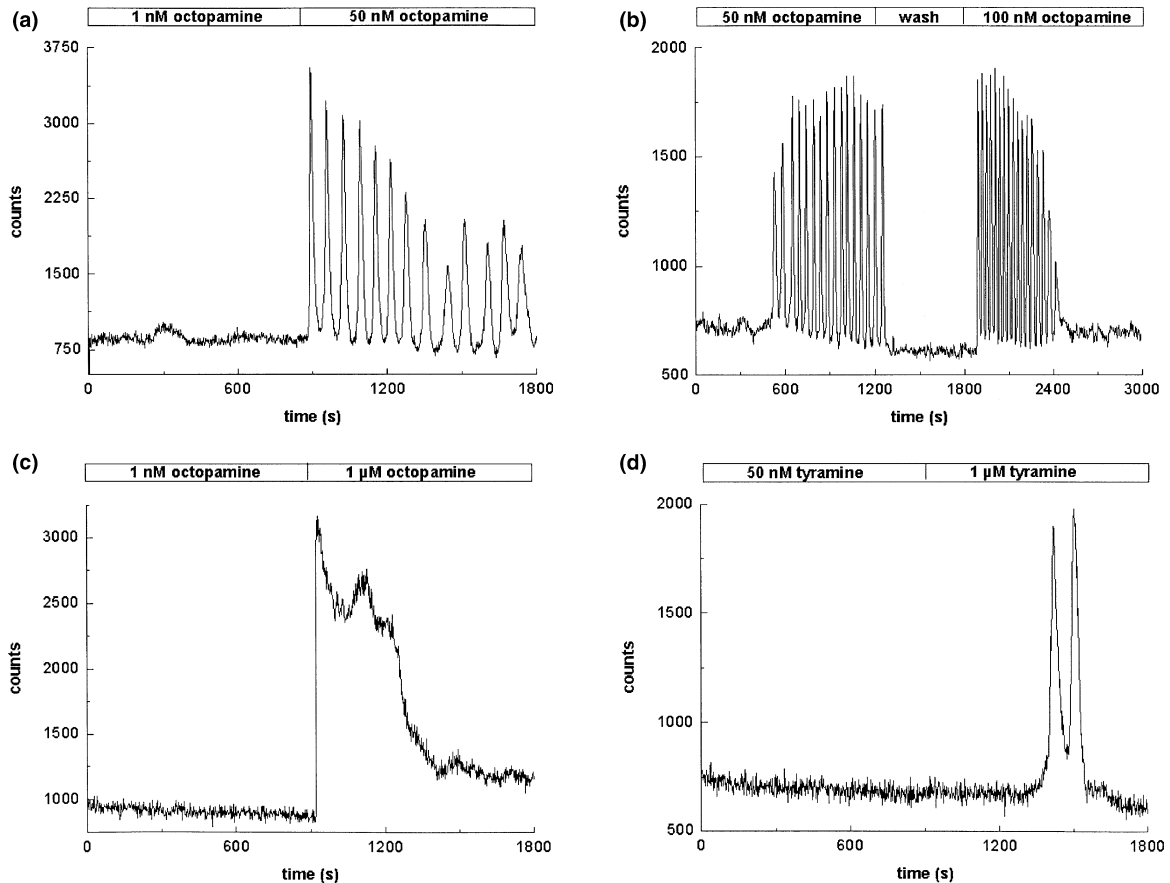 (a)
1 nM octopamine 50 nM octopamine
3750
3000
2250
1500
750
counts
0 600 1200 1800
time (s)
(b)
50 nM octopamine wash 100 nM octopamine
2000
1500
1000
500
counts
0 600 1200 1800 2400 3000
time (s)
(c)
1 nM octopamine 1 µM octopamine
3000
2500
2000
1500
1000
counts
0 600 1200 1800
time (s)
(d)
50 nM tyramine 1 µM tyramine
2000
1500
1000
500
counts
0 600 1200 1800
time (s)